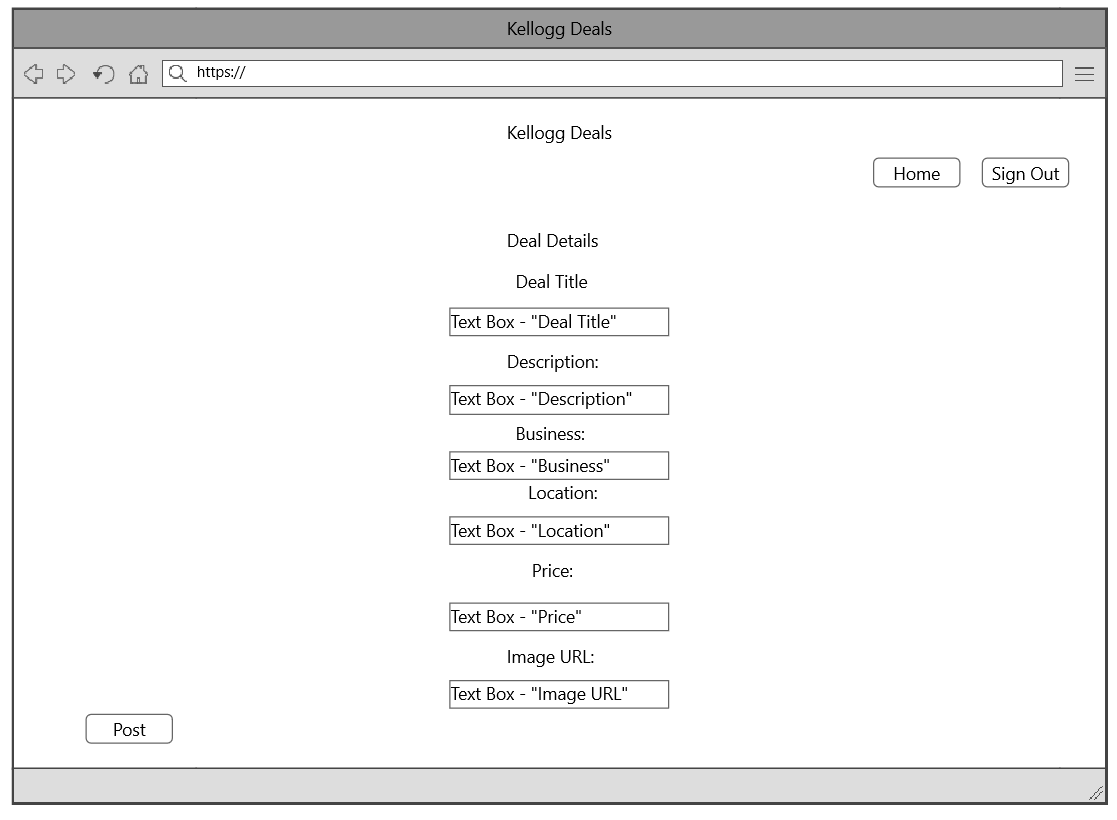 Kellogg Deals
https://
Kellogg Deals
Home
Sign Out
Deal Details
Deal Title
Text Box - "Deal Title"
Description:
Text Box - "Description"
Business:
Text Box - "Business"
Location:
Text Box - "Location"
Price:
Text Box - "Price"
Image URL:
Text Box - "Image URL"
Post